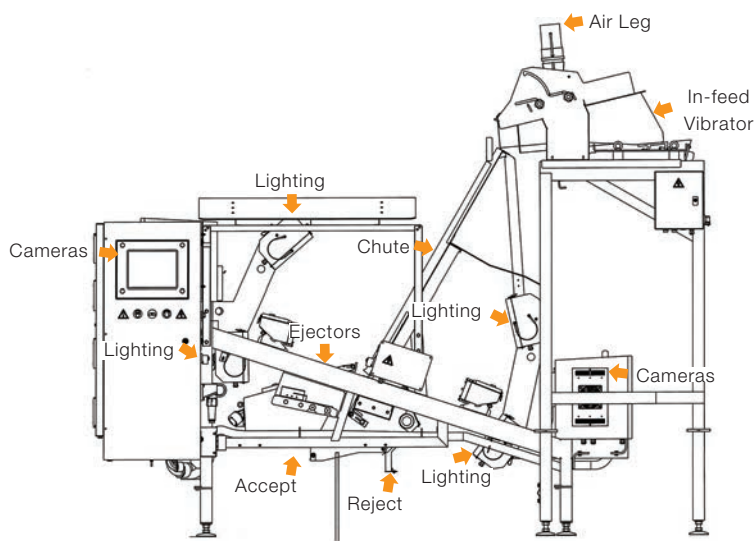 Air Leg
In-feed
Vibrator
Lighting
Cameras
Chute
Lighting
Ejectors
Lighting
Cameras
Lighting
Accept
Reject